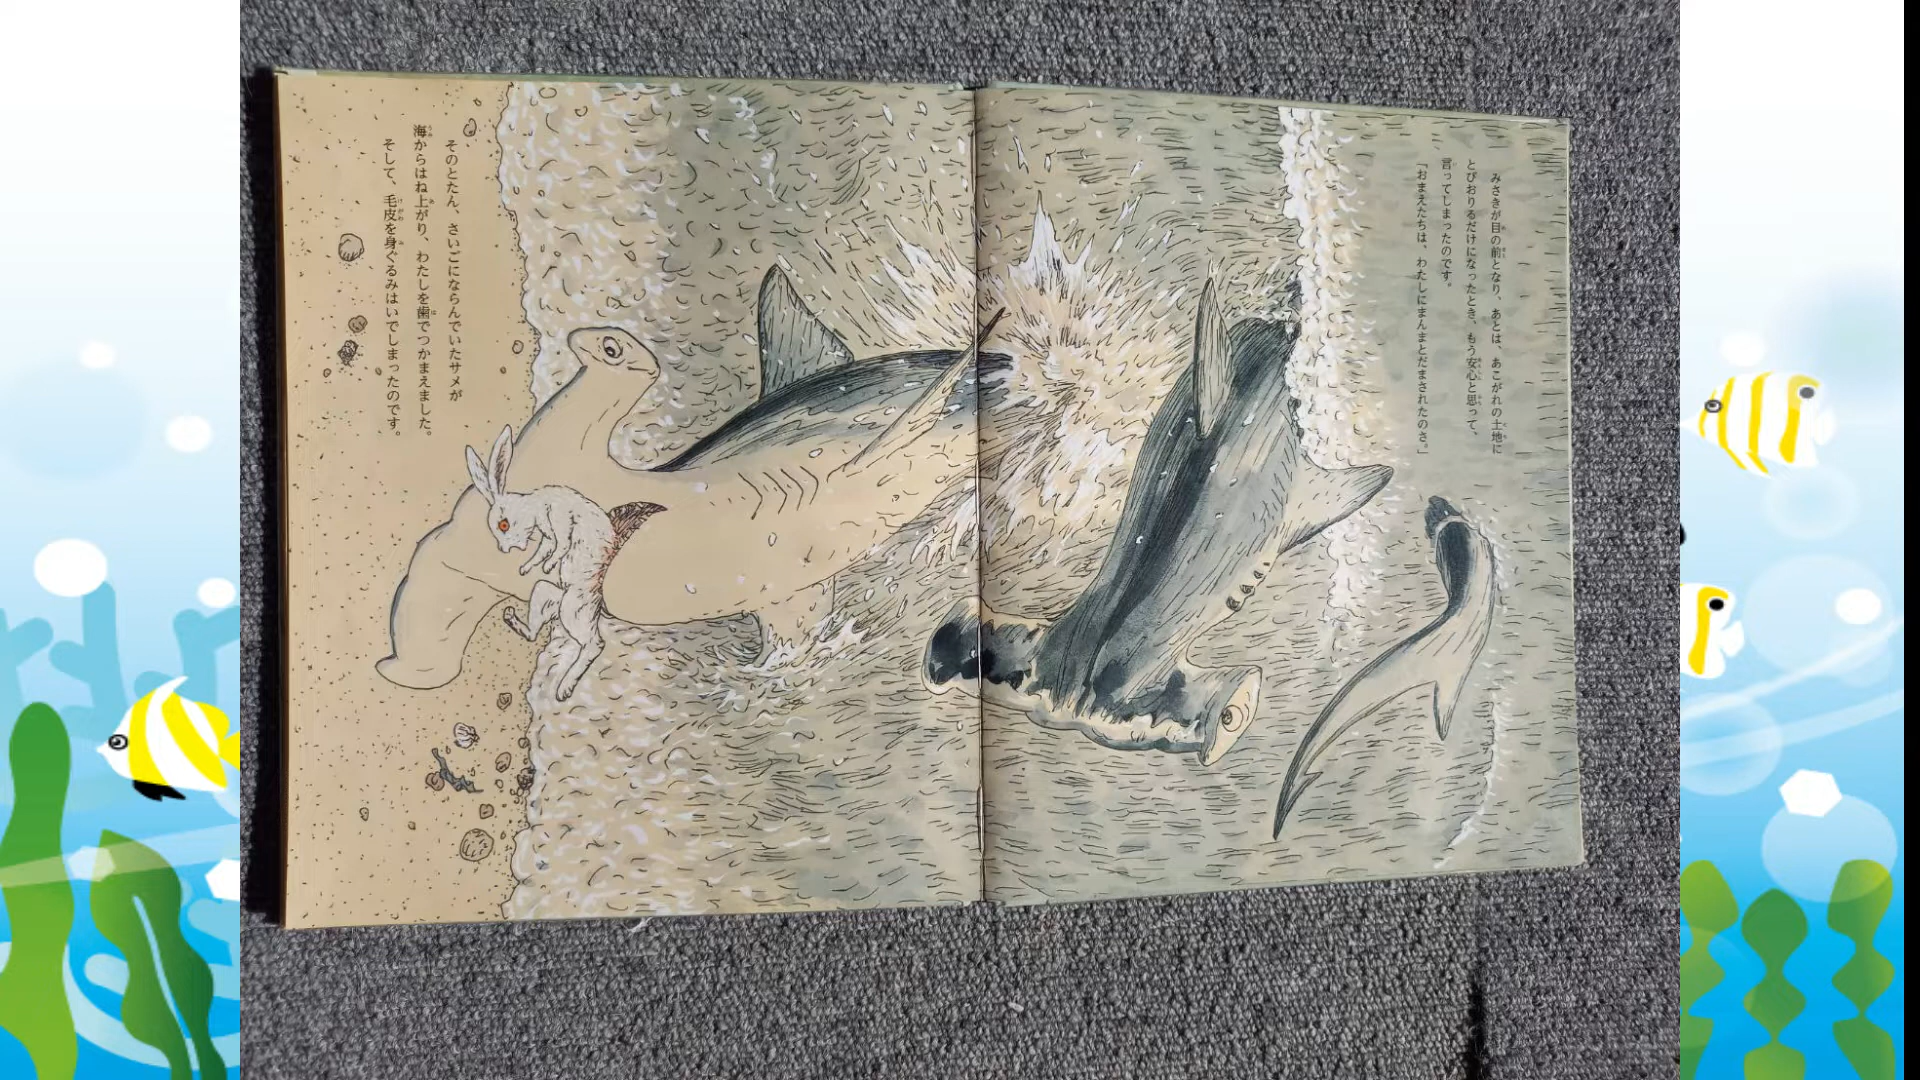 みさきが目の前となり、あとは、あこがれの土地に
とびおりるだけになったとき、もう安心と思って、
言ってしまったのです。
「おまえたちは、わたしにまんまとだまされたのさ。」
そのとたん、さいごにならんでいたサメが
海からはね上がり、わたしを歯でつかまえました。
そして、毛皮を身ぐるみはいでしまったのです。